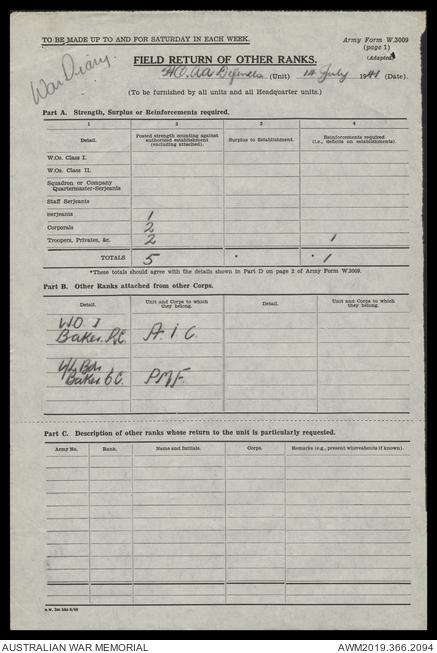 TO BE MADE UP TO AND FOR SATURDAY IN EACH WEEK.
Army Form W.3009
(page 1)
(Adapted)
War Diary.
FIELD RETURN OF OTHER RANKS.
HQ. AA Defences (Unit) 14 July 1941 (Date).
(To be furnished by all units and all Headquarter units.)
Part A. Strength, Surplus or Reinforcements required.
1 2 3 4
Detail. Posted strength counting against authorised establishment (excluding attached). Surplus to Establishment. Reinforcements required (i.e., deficits on establishments).
W.Os. Class I.
W.Os. Class II.
Squadron or Company
Quartermaster-Serjeants
Staff Serjeants
Serjeants 1
Corporals 2
Troopers, Privates, &c. 2 1
TOTALS 5 * * 1
*These totals should agree with the details shown in Part D on page 2 of Army Form W.3009.
Part B. Other Ranks attached from other Corps.
Detail. Unit and Corps to which they belong. Detail. Unit and Corps to which they belong.
WO. I
Baker, A.I.C.
Baker PMF.
Part C. Description of other ranks whose return to the unit is particularly requested.
Army No. Rank. Name and Initials. Corps. Remarks (e.g., present whereabouts if known).
AUSTRALIAN WAR MEMORIAL
AWM2019.366.2094